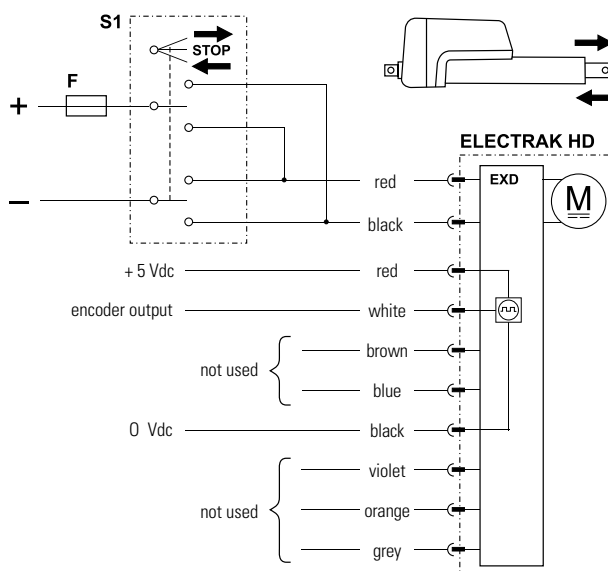 S1
STOP
F
+
−
ELECTRAK HD
EXD
M
red
black
+ 5 Vdc red
encoder output white
brown
not used
blue
0 Vdc black
violet
not used orange
grey